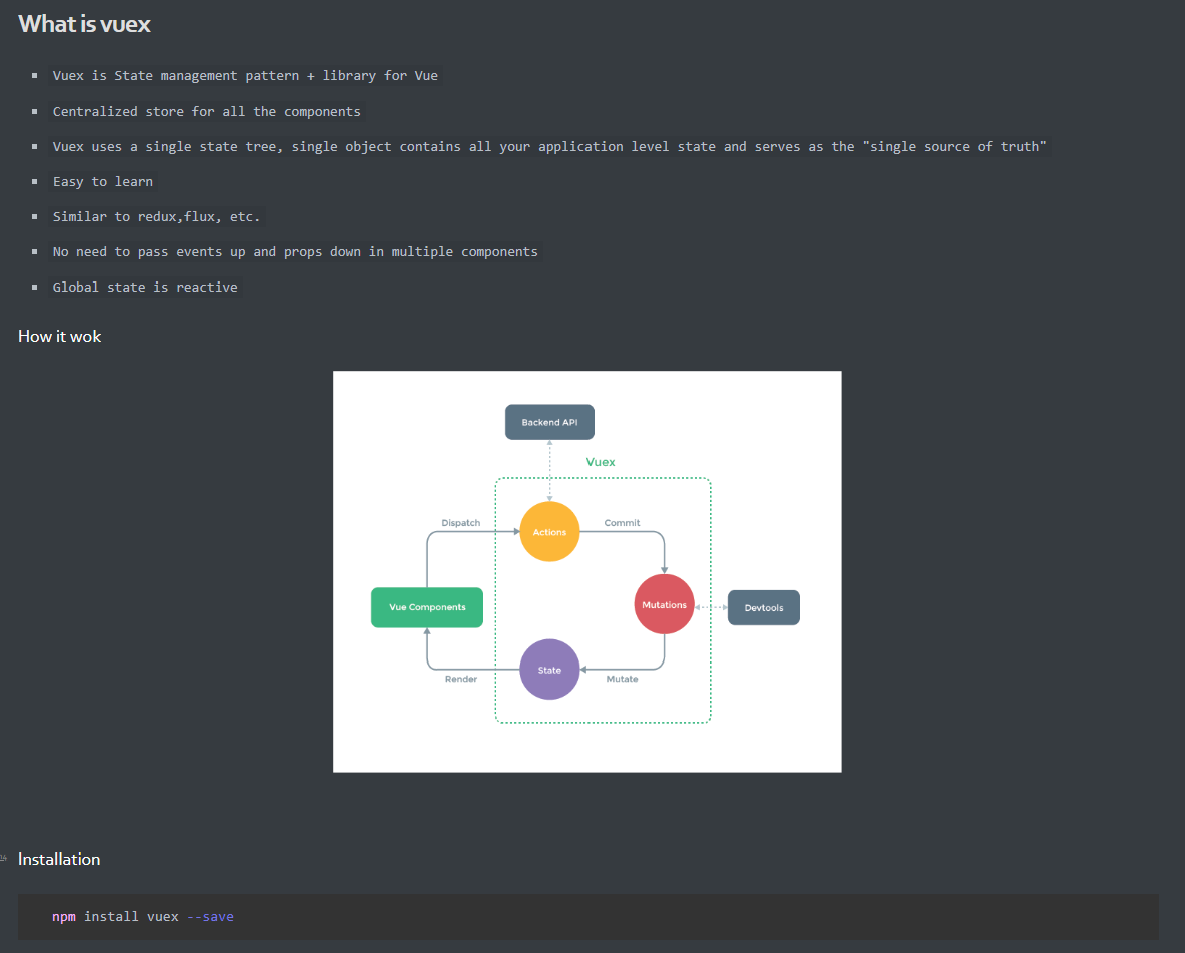 What is vuex
Vuex is State management pattern + library for Vue
Centralized store for all the components
Vuex uses a single state tree, single object contains all your application level state and serves as the "single source of truth"
Easy to learn
Similar to redux,flux, etc.
No need to pass events up and props down in multiple components
Global state is reactive
How it wok
Backend API
Vuex
Dispatch
Actions
Commit
Vue Components
Mutations
Devtools
State
Render
Mutate
Installation
npm install vuex --save